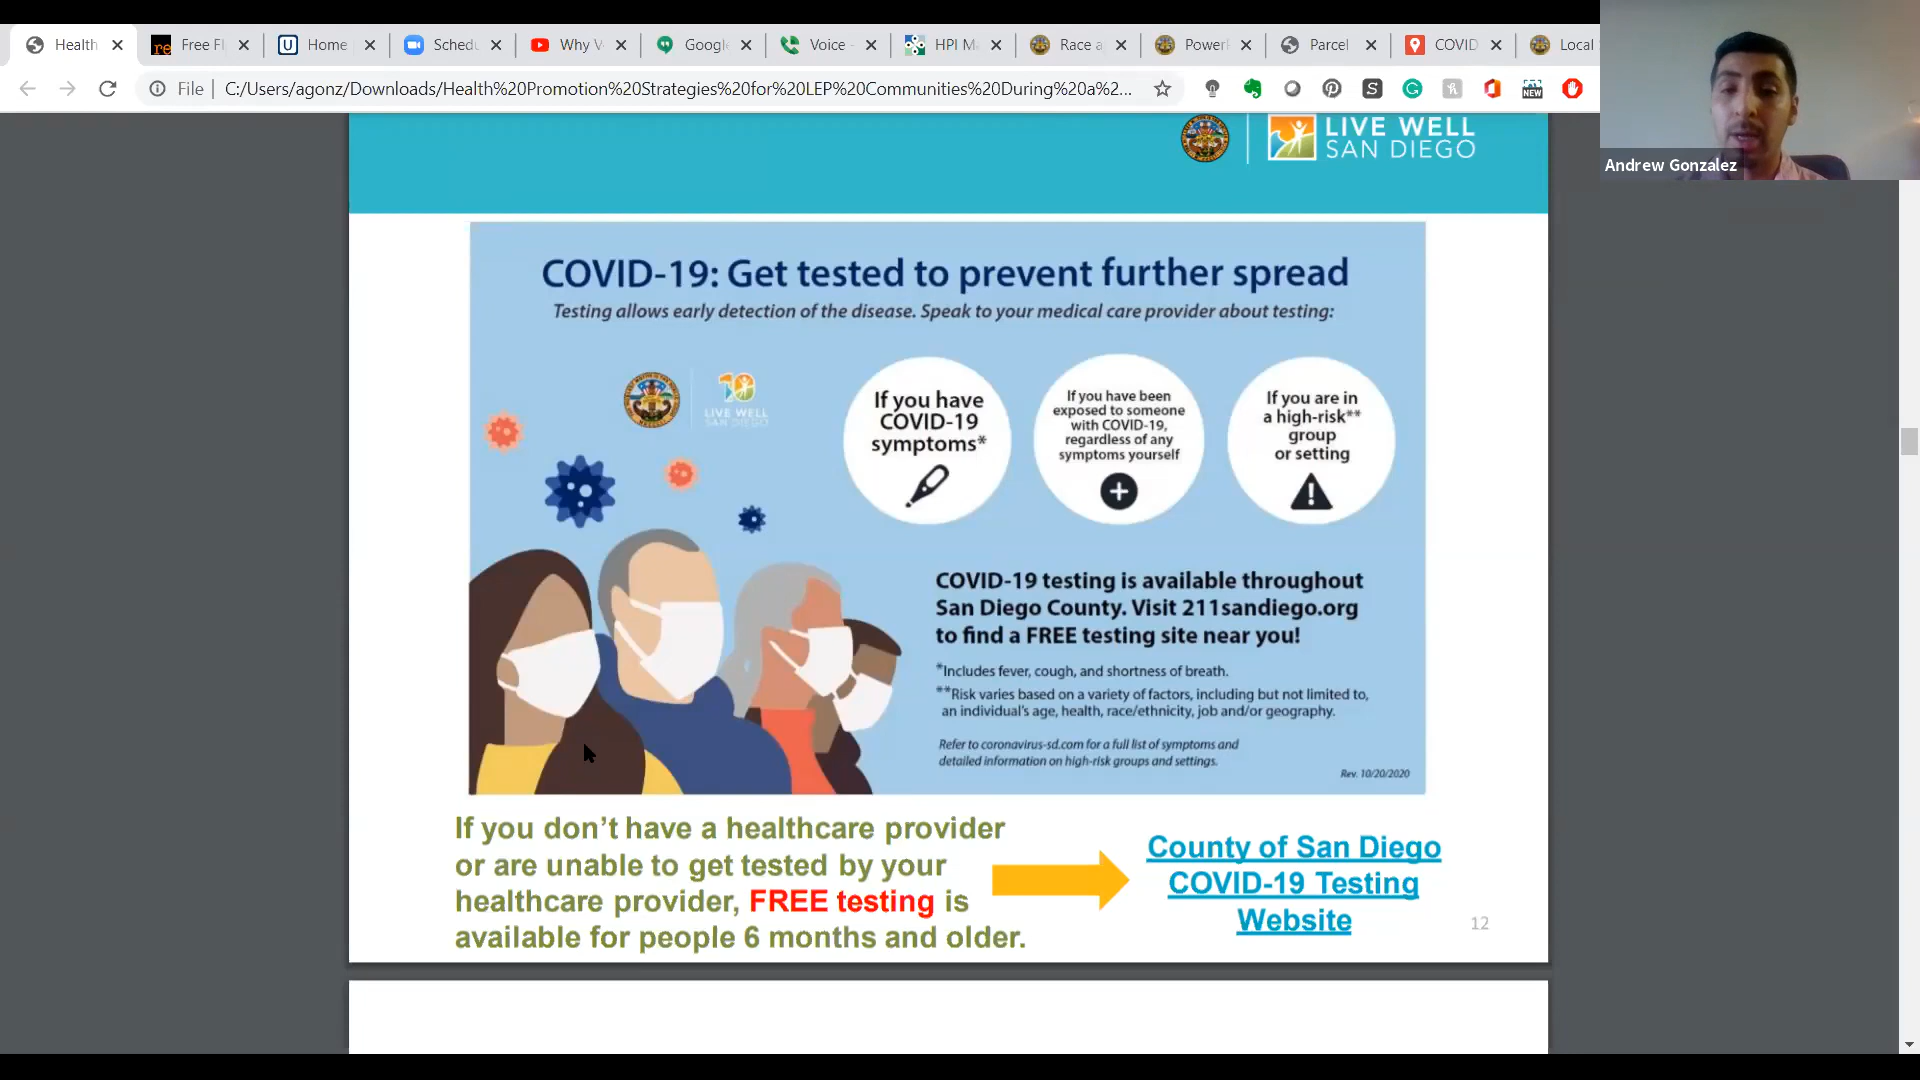 Health
Free F
Home
Sched
Why V
Google
Voice
HPI M
Race a
Power
Parcel
COVID
Local
File
C:/Users/agonz/Downloads/Health%20Promotion%20Strategies%20for%20LEP%20Communities%20During%20a%2...
Andrew Gonzalez
LIVE WELL
SAN DIEGO
COVID-19: Get tested to prevent further spread
Testing allows early detection of the disease. Speak to your medical care provider about testing:
LIVE WELL
SAN DIEGO
If you have
COVID-19
symptoms*
If you have been
exposed to someone
with COVID-19,
regardless of any
symptoms yourself
If you are in
a high-risk**
group
or setting
COVID-19 testing is available throughout
San Diego County. Visit 211sandiego.org
to find a FREE testing site near you!
*Includes fever, cough, and shortness of breath.
**Risk varies based on a variety of factors, including but not limited to,
an individual's age, health, race/ethnicity, job and/or geography.
Refer to coronavirus-sd.com for a full list of symptoms and
detailed information on high-risk groups and settings.
Rev. 10/20/2020
If you don't have a healthcare provider
or are unable to get tested by your
healthcare provider, FREE testing is
available for people 6 months and older.
County of San Diego
COVID-19 Testing
Website
12